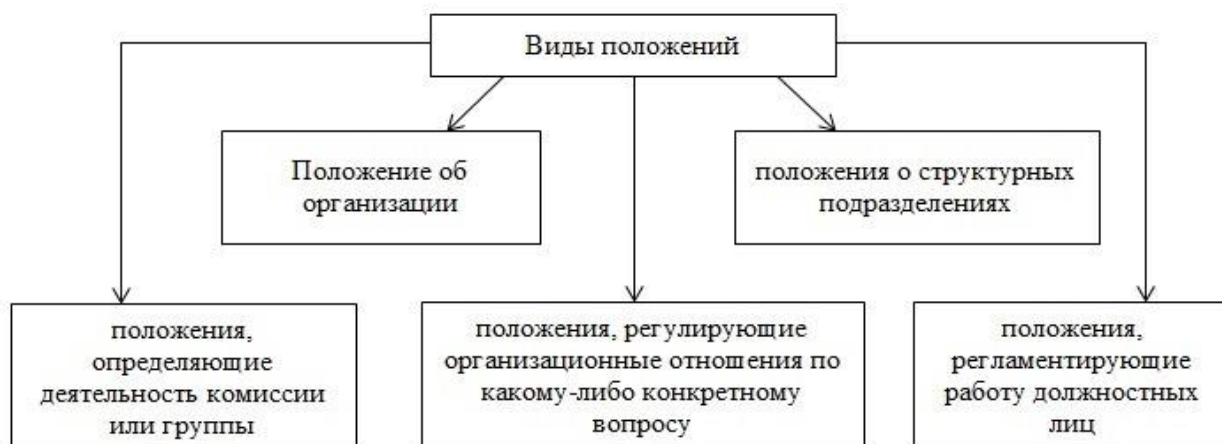 Виды положений
Положение об
организации
положения о структурных
подразделениях
положения,
определяющие
деятельность комиссии
или группы
положения, регулирующие
организационные отношения по
какому-либо конкретному
вопросу
положения,
регламентирующие
работу должностных
лиц